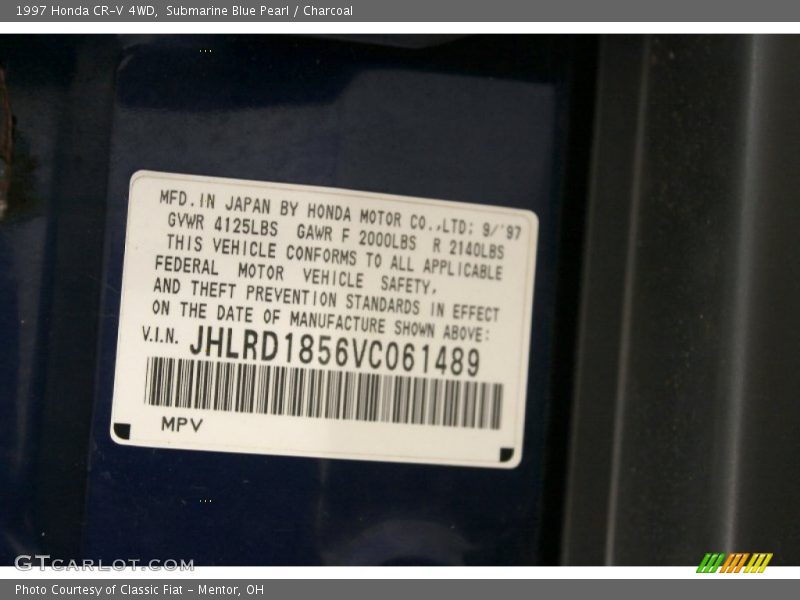 1997 Honda CR-V 4WD, Submarine Blue Pearl / Charcoal
MFD. IN JAPAN BY HONDA MOTOR CO.,LTD: 9/'97
GVWR 4125LBS GAWR F 2000LBS R 2140LBS
THIS VEHICLE CONFORMS TO ALL APPLICABLE
FEDERAL MOTOR VEHICLE SAFETY,
AND THEFT PREVENTION STANDARDS IN EFFECT
ON THE DATE OF MANUFACTURE SHOWN ABOVE:
V.I.N. JHLRD1856VC061489
MPV
GTCARLOT.COM
Photo Courtesy of Classic Fiat - Mentor, OH